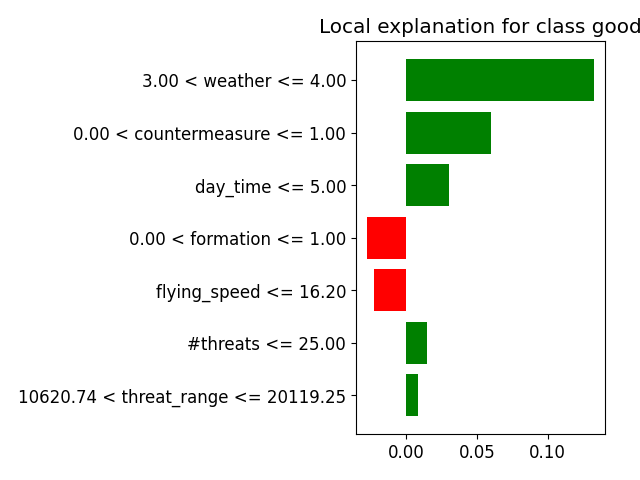 Local explanation for class good
3.00 < weather <= 4.00
0.00 < countermeasure <= 1.00
day_time <= 5.00
0.00 < formation <= 1.00
flying_speed <= 16.20
#threats <= 25.00
10620.74 < threat_range <= 20119.25
0.00 0.05 0.10